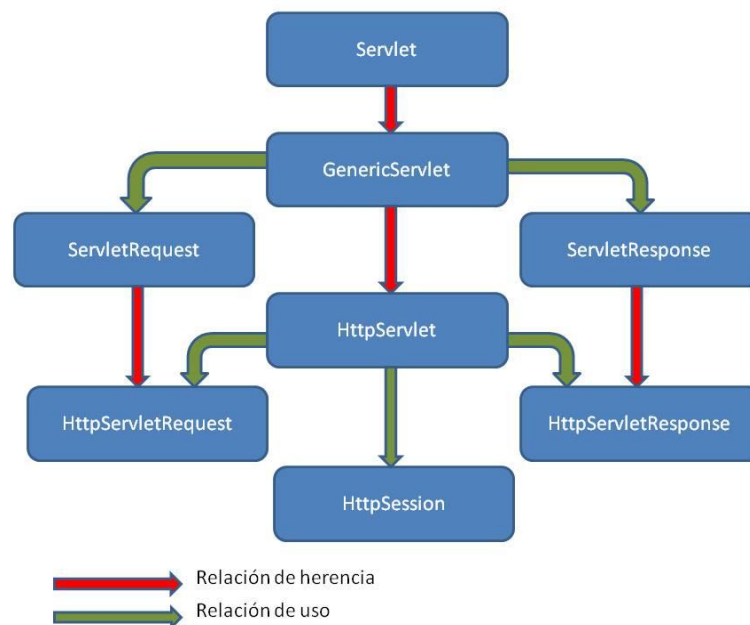 Servlet
GenericServlet
ServletRequest
ServletResponse
HttpServlet
HttpServletRequest
HttpServletResponse
HttpSession
Relación de herencia
Relación de uso